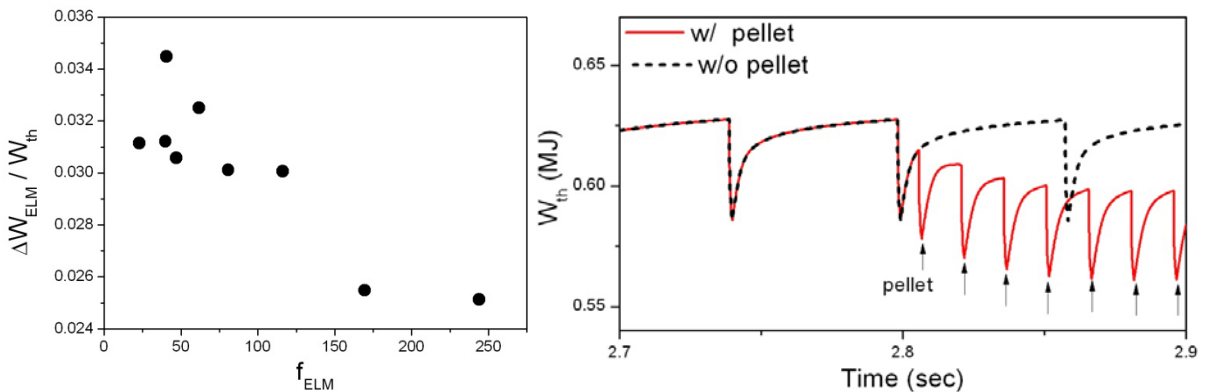 0.036
0.034
0.032
0.030
0.028
0.026
0.024
ΔW_ELM / W_th
0 50 100 150 200 250
f_ELM
w/ pellet
w/o pellet
0.65
0.60
0.55
W_th (MJ)
pellet
2.7 2.8 2.9
Time (sec)